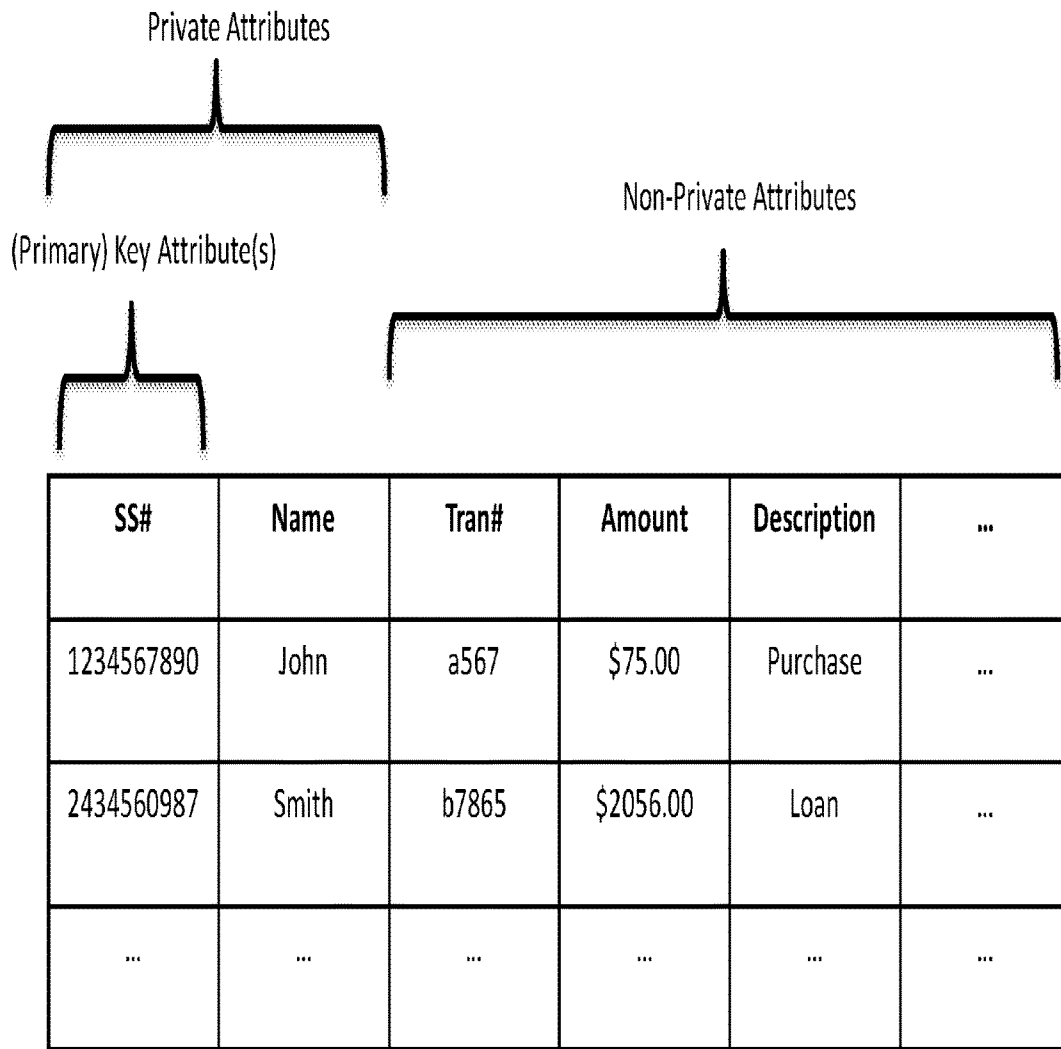 Private Attributes
Non-Private Attributes
(Primary) Key Attribute(s)
SS# Name Tran# Amount Description ...
1234567890 John a567 $75.00 Purchase ...
2434560987 Smith b7865 $2056.00 Loan ...
... ... ... ... ... ...